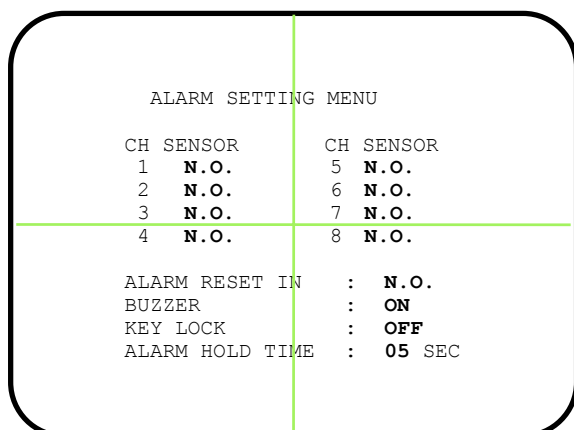 ALARM SETTING MENU
CH SENSOR CH SENSOR
1 N.O. 5 N.O.
2 N.O. 6 N.O.
3 N.O. 7 N.O.
4 N.O. 8 N.O.
ALARM RESET IN : N.O.
BUZZER : ON
KEY LOCK : OFF
ALARM HOLD TIME : 05 SEC